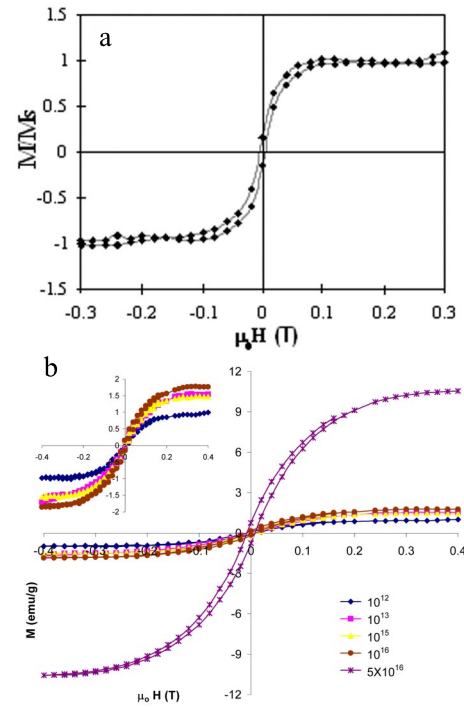 a
1.5
1
0.5
0
-0.5
-1
-1.5
M/Ms
-0.3 -0.2 -0.1 0 0.1 0.2 0.3
μ₀H (T)
b
2
1.5
1
0.5
0
-0.5
-1
-1.5
-2
-0.4 -0.2 0 0.2 0.4
12
9
6
3
0
-3
-6
-9
-12
-0.4 -0.3 -0.2 -0.1 0 0.1 0.2 0.3 0.4
M (emu/g)
μ₀ H (T)
10¹²
10¹³
10¹⁵
10¹⁶
5X10¹⁶